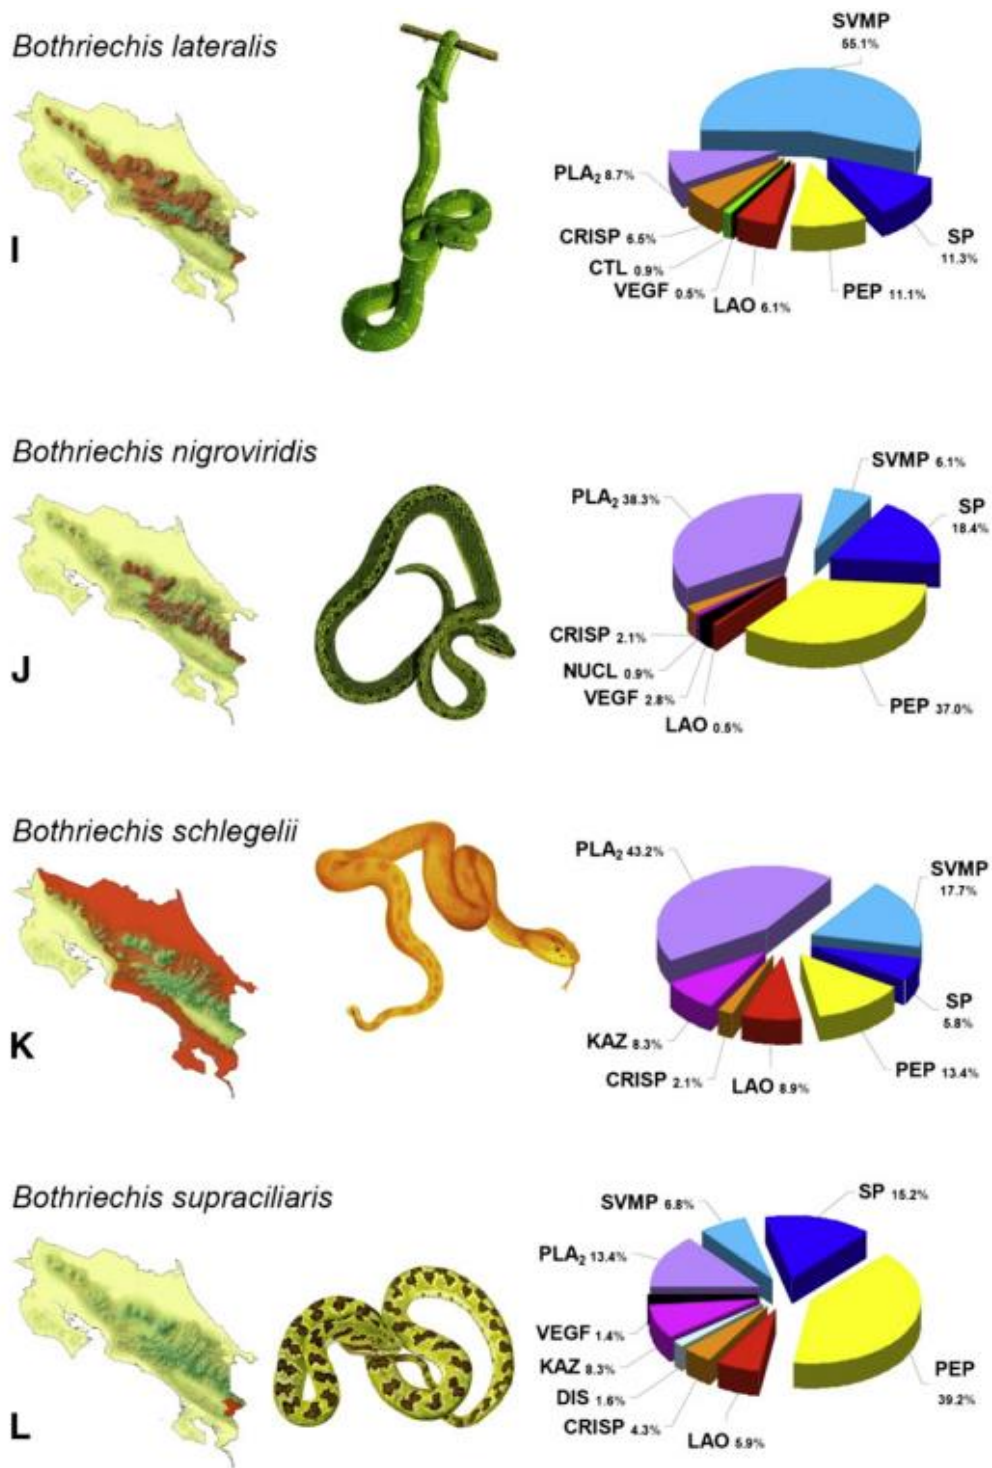 Bothriechis lateralis
I
SVMP
55.1%
PLA₂ 8.7%
CRISP 6.5%
CTL 0.9%
VEGF 0.5%
LAO 6.1%
PEP 11.1%
SP
11.3%
Bothriechis nigroviridis
J
SVMP 6.1%
PLA₂ 38.3%
SP
18.4%
CRISP 2.1%
NUCL 0.9%
VEGF 2.8%
LAO 0.5%
PEP 37.0%
Bothriechis schlegelii
K
PLA₂ 43.2%
SVMP
17.7%
SP
5.8%
KAZ 8.3%
CRISP 2.1%
LAO 8.9%
PEP 13.4%
Bothriechis supraciliaris
L
SVMP 6.8%
SP 15.2%
PLA₂ 13.4%
VEGF 1.4%
KAZ 8.3%
DIS 1.6%
CRISP 4.3%
LAO 5.9%
PEP
39.2%